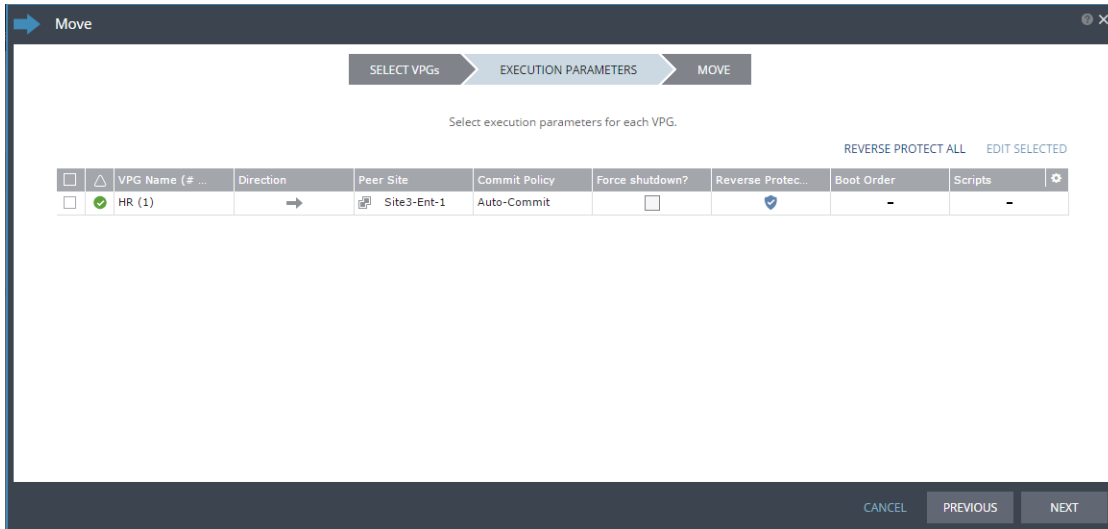 Move
SELECT VPGs EXECUTION PARAMETERS MOVE
Select execution parameters for each VPG.
REVERSE PROTECT ALL EDIT SELECTED
VPG Name (# ... Direction Peer Site Commit Policy Force shutdown? Reverse Protec... Boot Order Scripts
HR (1) Site3-Ent-1 Auto-Commit - -
CANCEL PREVIOUS NEXT